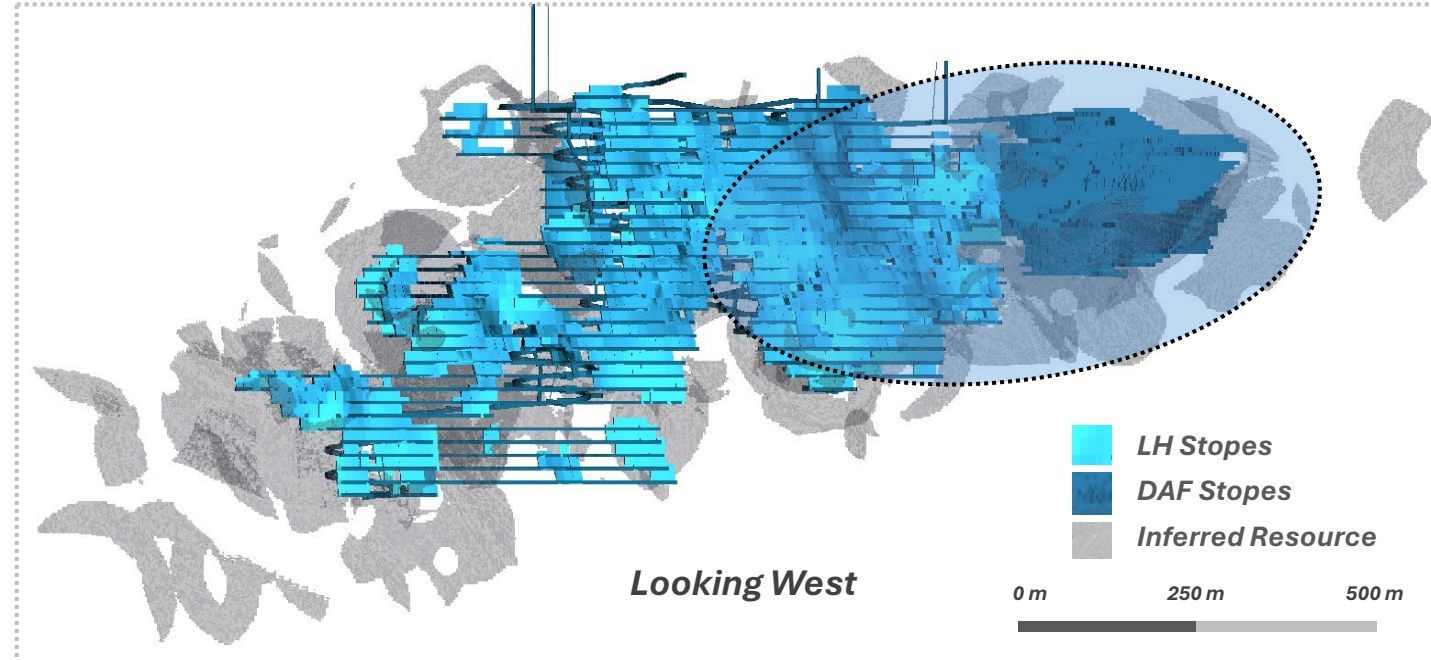 LH Stopes
DAF Stopes
Inferred Resource
Looking West
0 m 250 m 500 m